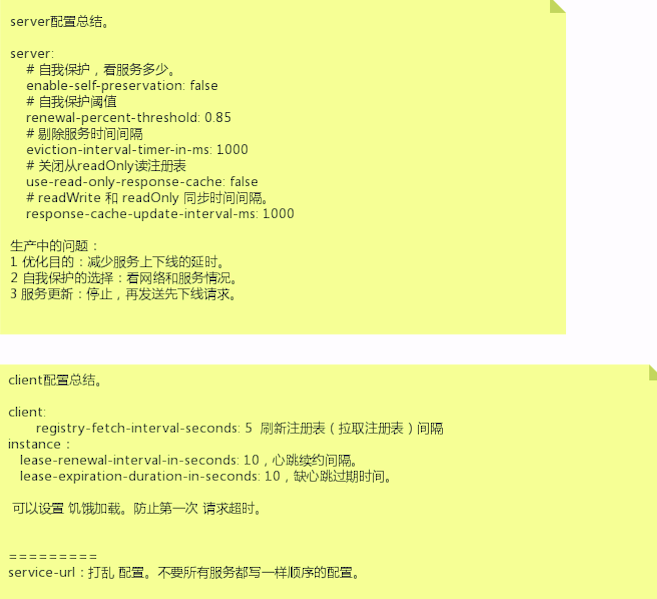 server配置总结。
server:
# 自我保护，看服务多少。
enable-self-preservation: false
# 自我保护阈值
renewal-percent-threshold: 0.85
# 剔除服务时间间隔
eviction-interval-timer-in-ms: 1000
# 关闭从readOnly读注册表
use-read-only-response-cache: false
# readWrite 和 readOnly 同步时间间隔。
response-cache-update-interval-ms: 1000
生产中的问题：
1 优化目的：减少服务上下线的延时。
2 自我保护的选择：看网络和服务情况。
3 服务更新：停止，再发送先下线请求。
client配置总结。
client:
registry-fetch-interval-seconds: 5 刷新注册表（拉取注册表）间隔
instance：
lease-renewal-interval-in-seconds: 10，心跳续约间隔。
lease-expiration-duration-in-seconds: 10，缺心跳过期时间。
可以设置 饥饿加载。防止第一次 请求超时。
=========
service-url：打乱 配置。不要所有服务都写一样顺序的配置。